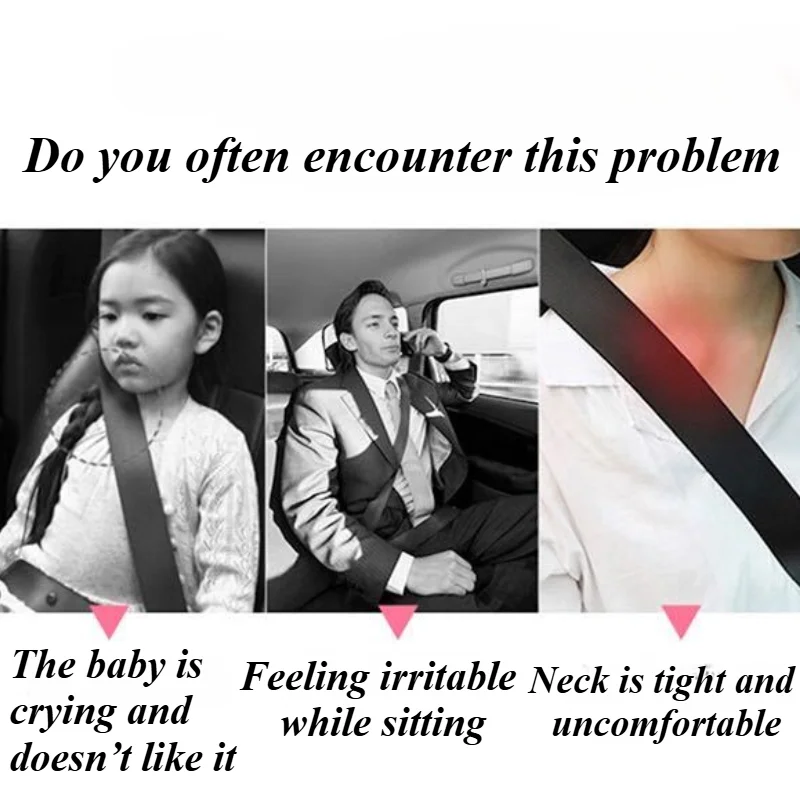 Do you often encounter this problem
The baby is
crying and
doesn’t like it
Feeling irritable
while sitting
Neck is tight and
uncomfortable